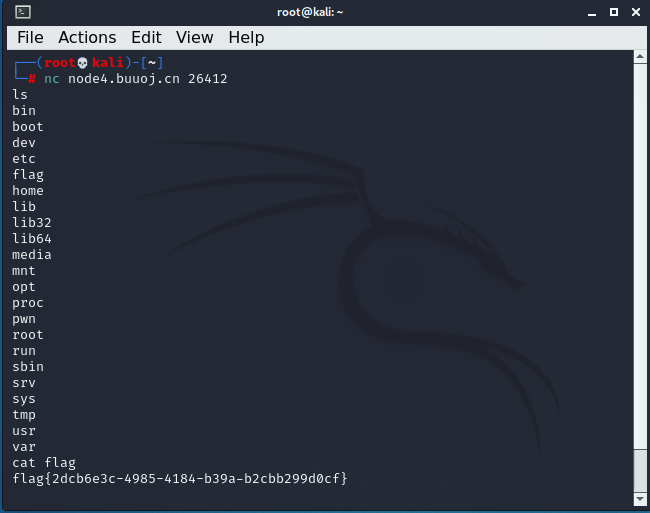 root@kali: ~
File Actions Edit View Help
┌──(root💀kali)-[~]
└─# nc node4.buuoj.cn 26412
ls
bin
boot
dev
etc
flag
home
lib
lib32
lib64
media
mnt
opt
proc
pwn
root
run
sbin
srv
sys
tmp
usr
var
cat flag
flag{2dcb6e3c-4985-4184-b39a-b2cbb299d0cf}